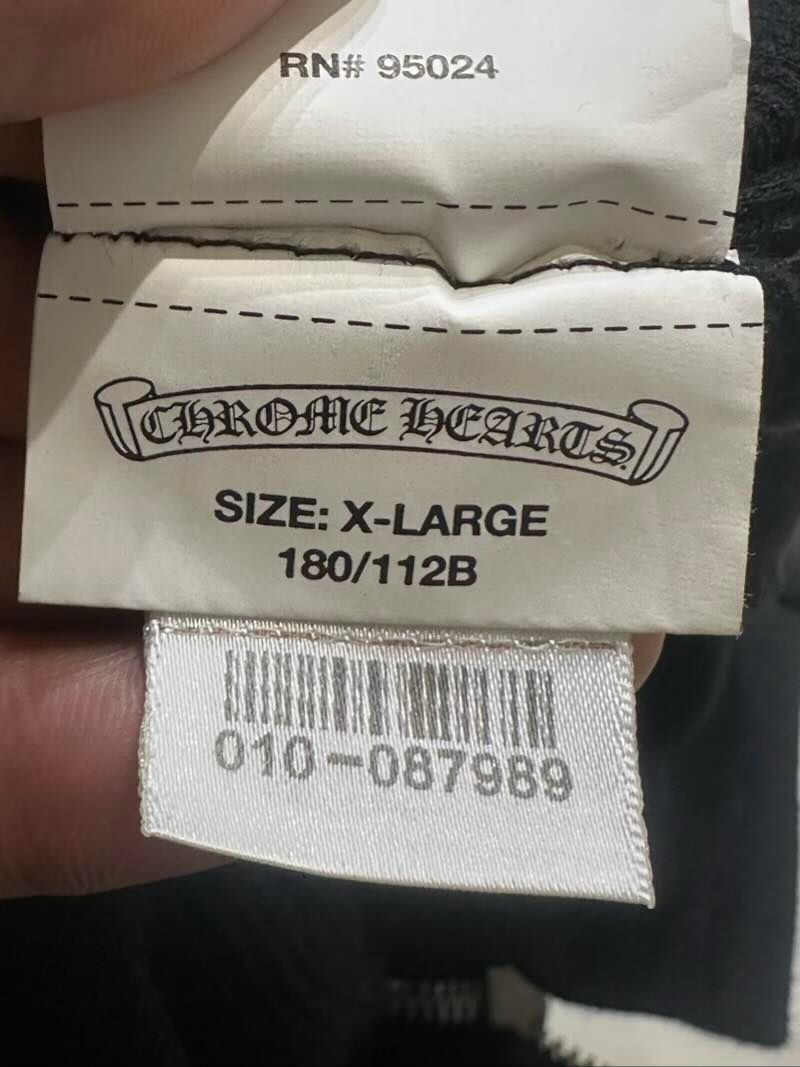 RN# 95024
CHROME HEARTS
SIZE: X-LARGE
180/112B
010-087989